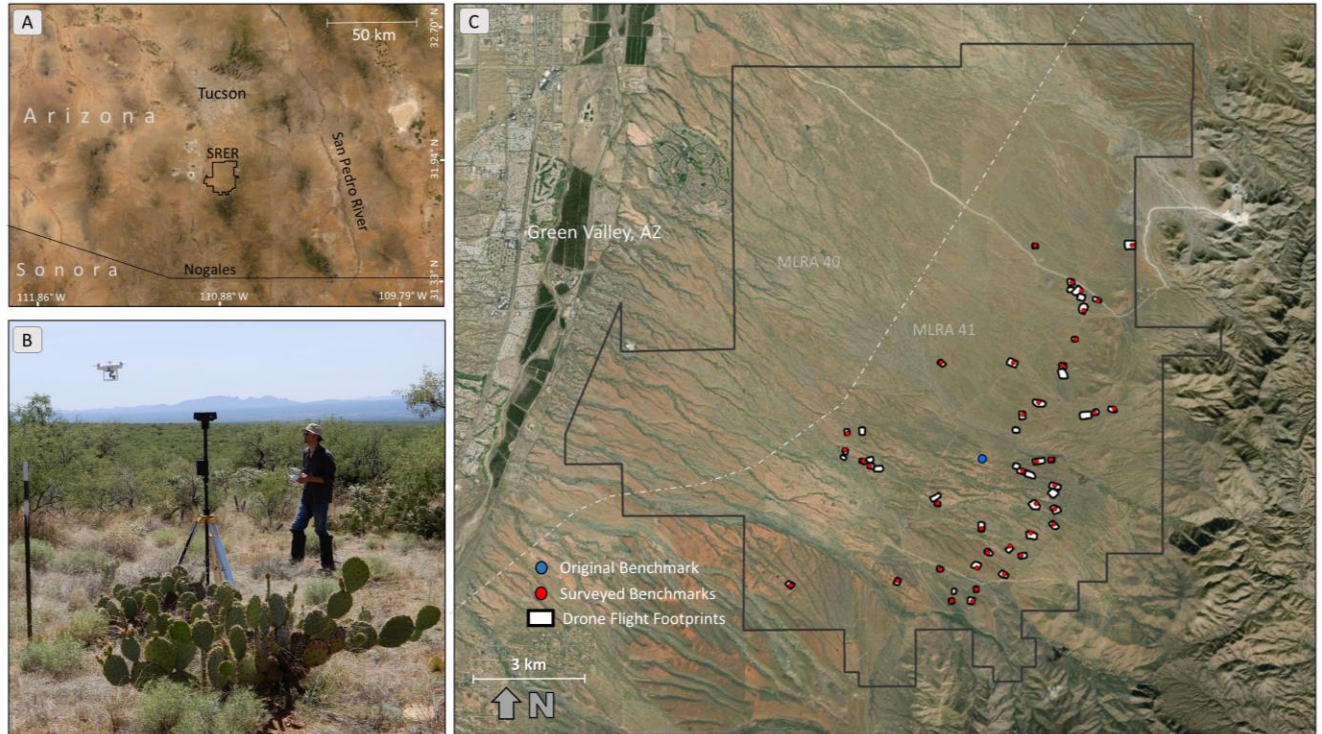 A
50 km
32.70° N
Tucson
Arizona
SRER
31.94° N
San Pedro River
Sonora
Nogales
31.33° N
111.86° W
110.88° W
109.79° W
B
C
Green Valley, AZ
MLRA 40
MLRA 41
Original Benchmark
Surveyed Benchmarks
Drone Flight Footprints
3 km
N